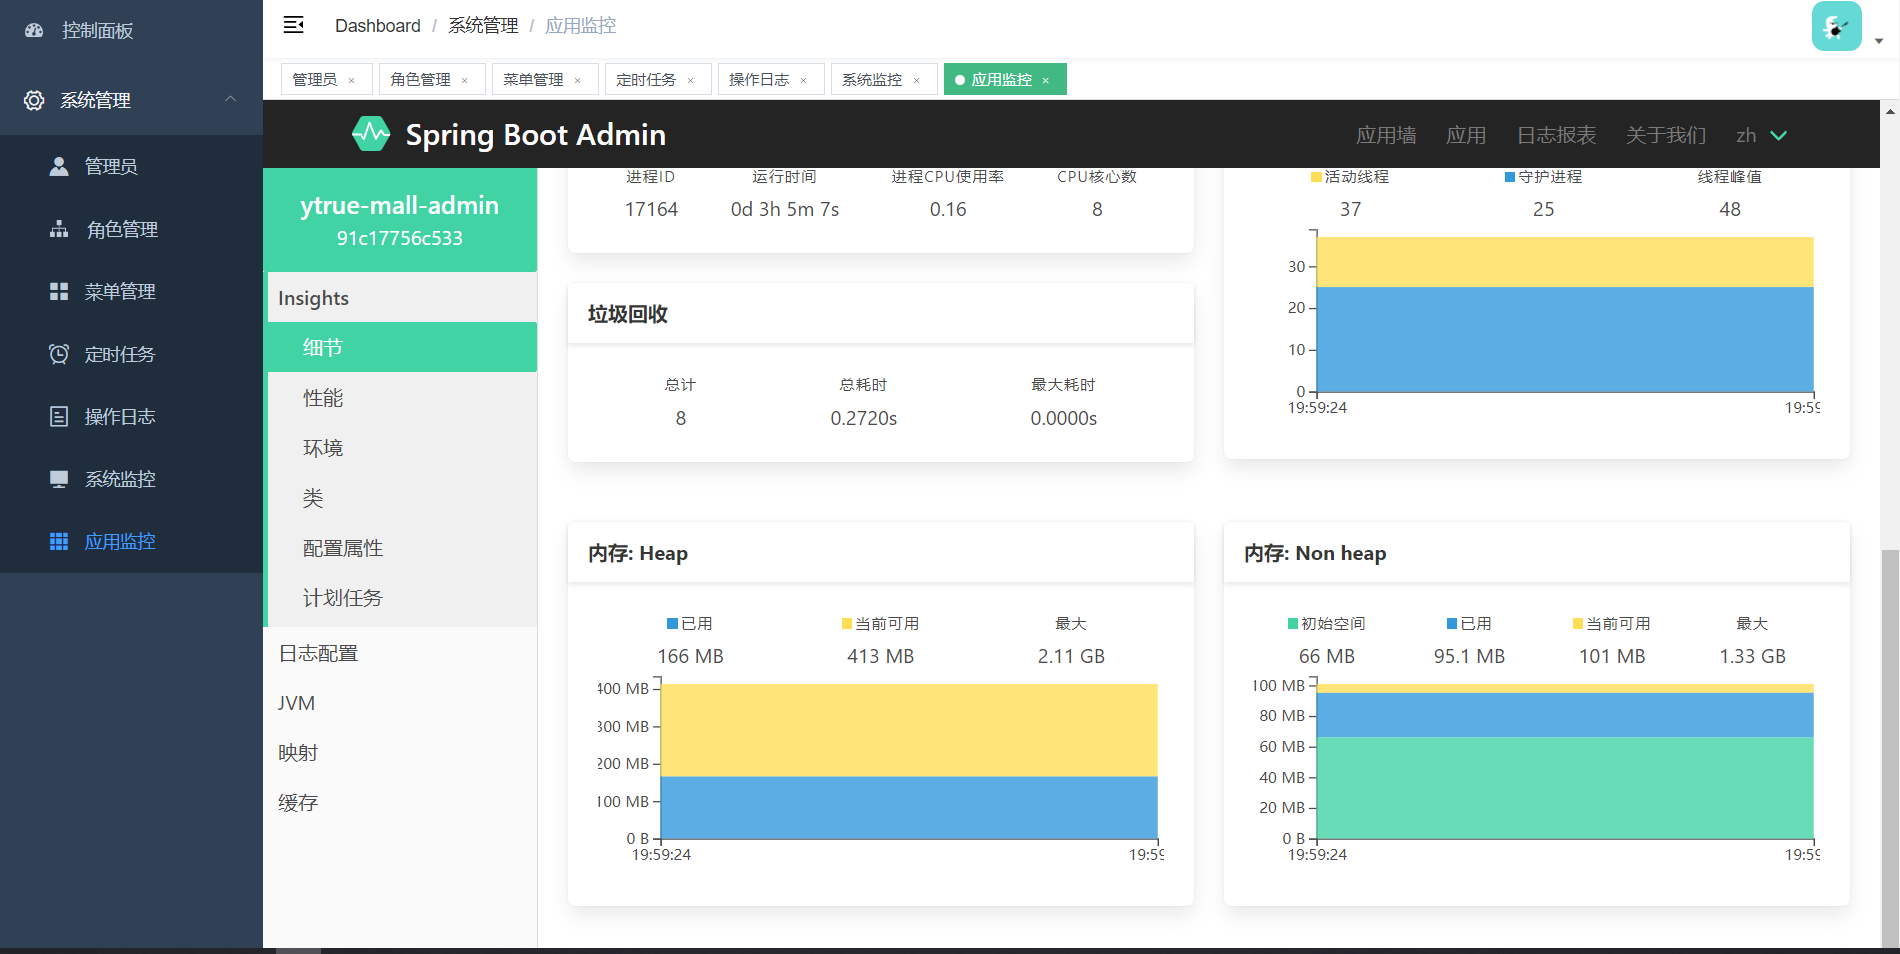 控制面板
系统管理
管理员
角色管理
菜单管理
定时任务
操作日志
系统监控
应用监控
Dashboard / 系统管理 / 应用监控
管理员 × 角色管理 × 菜单管理 × 定时任务 × 操作日志 × 系统监控 × 应用监控 ×
Spring Boot Admin
应用墙 应用 日志报表 关于我们 zh
ytrue-mall-admin
91c17756c533
Insights
细节
性能
环境
类
配置属性
计划任务
日志配置
JVM
映射
缓存
进程ID 运行时间 进程CPU使用率 CPU核心数
17164 0d 3h 5m 7s 0.16 8
垃圾回收
总计 总耗时 最大耗时
8 0.2720s 0.0000s
活动线程 守护进程 线程峰值
37 25 48
30
20
10
0
19:59:24 19:59
内存: Heap
已用 当前可用 最大
166 MB 413 MB 2.11 GB
400 MB
300 MB
200 MB
100 MB
0 B
19:59:24 19:59
内存: Non heap
初始空间 已用 当前可用 最大
66 MB 95.1 MB 101 MB 1.33 GB
100 MB
80 MB
60 MB
40 MB
20 MB
0 B
19:59:24 19:59